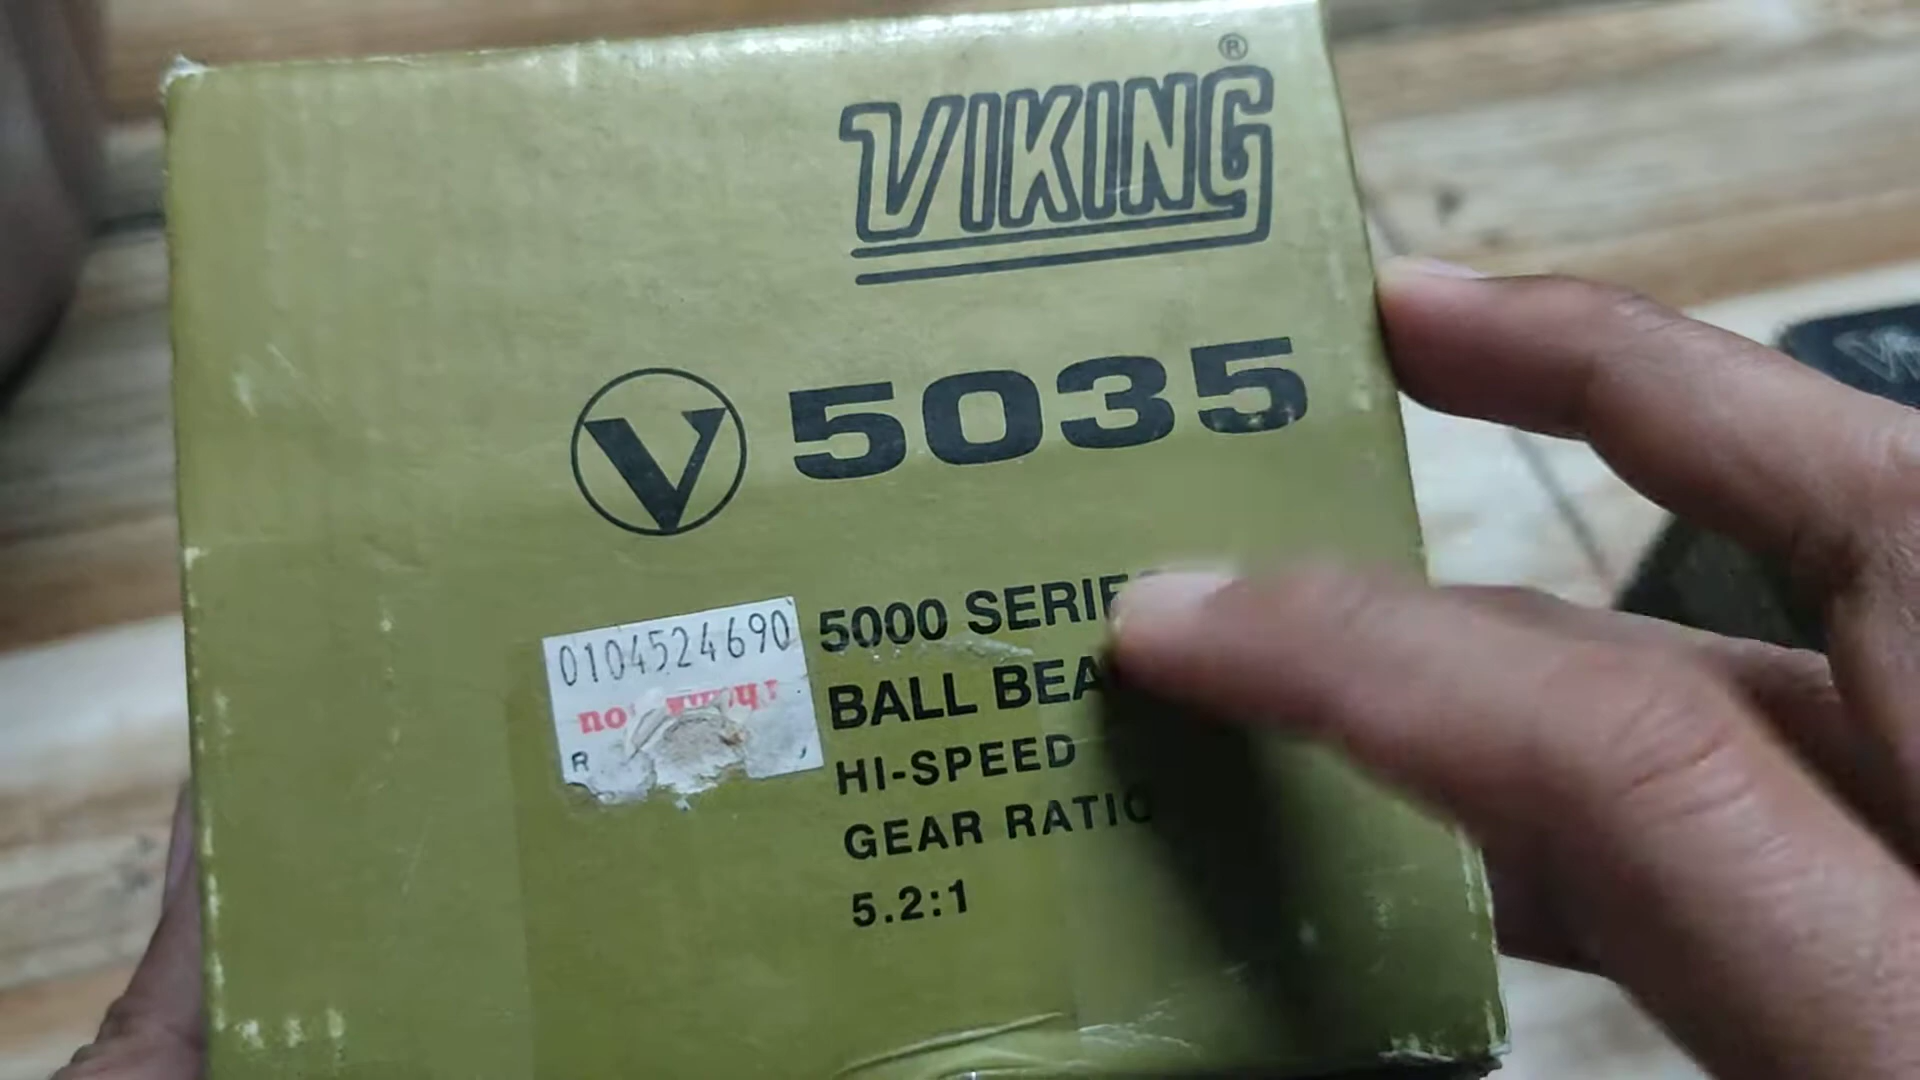 VIKING®
V 5035
5000 SERIE
BALL BEA
HI-SPEED
GEAR RATIO
5.2:1
0104524690
R